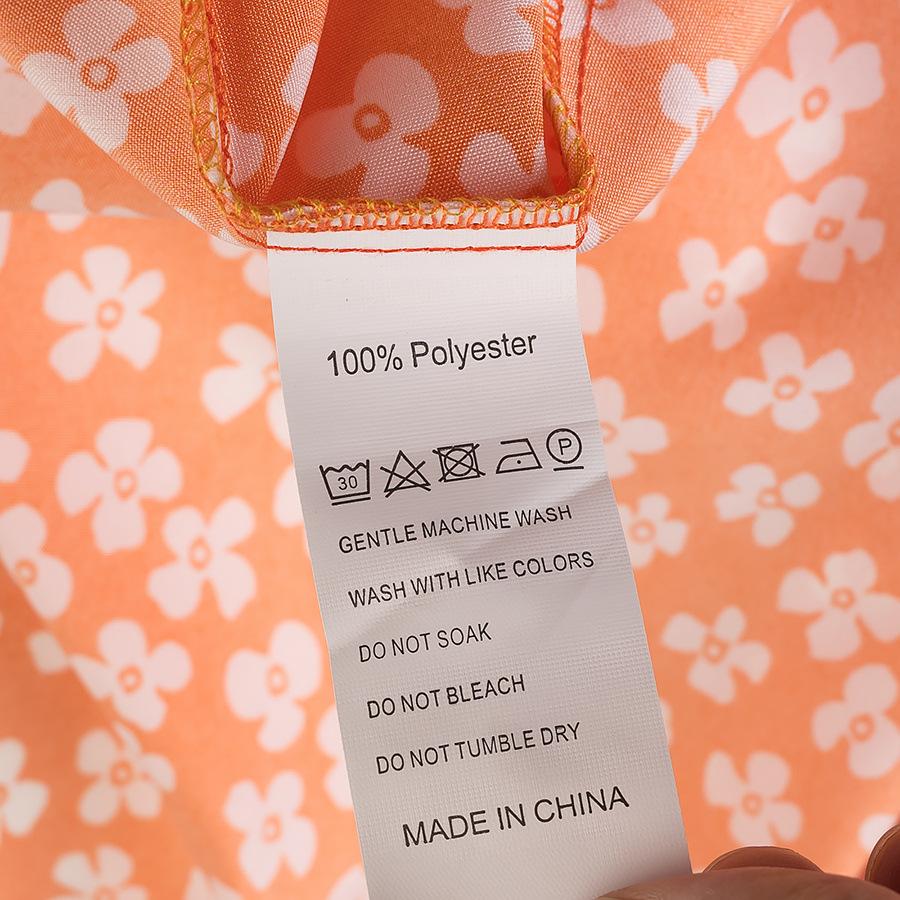 100% Polyester
30 P
GENTLE MACHINE WASH
WASH WITH LIKE COLORS
DO NOT SOAK
DO NOT BLEACH
DO NOT TUMBLE DRY
MADE IN CHINA